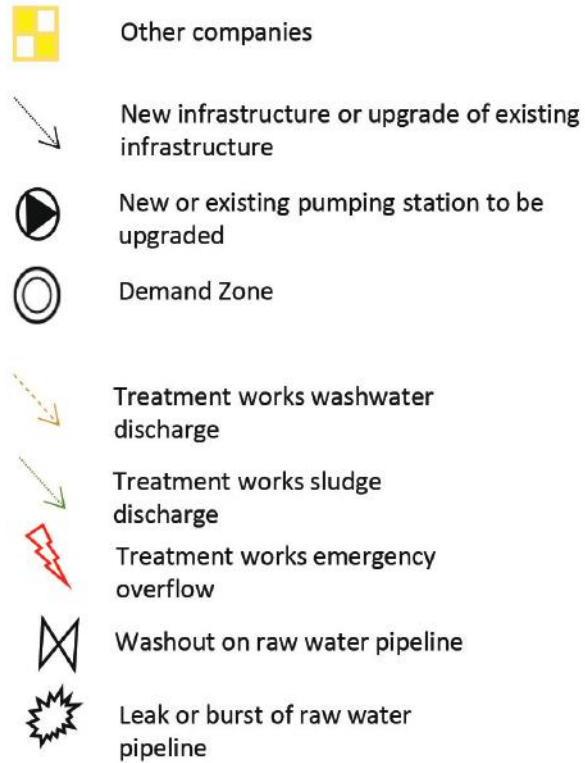 Other companies
New infrastructure or upgrade of existing
infrastructure
New or existing pumping station to be
upgraded
Demand Zone
Treatment works washwater
discharge
Treatment works sludge
discharge
Treatment works emergency
overflow
Washout on raw water pipeline
Leak or burst of raw water
pipeline